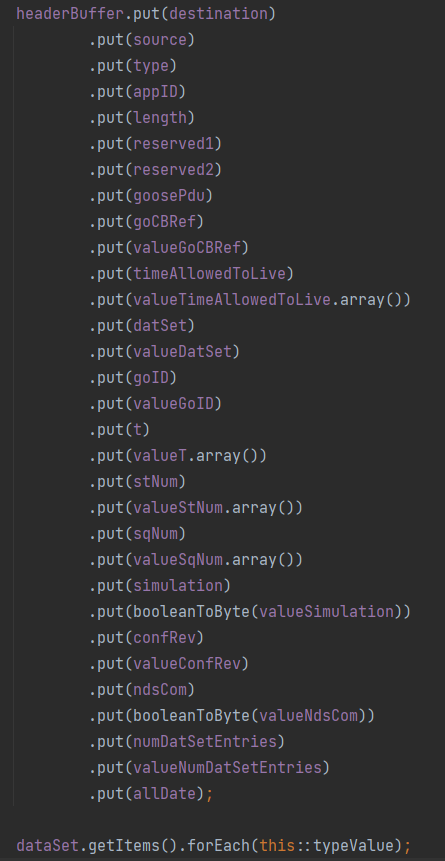 headerBuffer.put(destination)
.put(source)
.put(type)
.put(appID)
.put(length)
.put(reserved1)
.put(reserved2)
.put(goosePdu)
.put(goCBRef)
.put(valueGoCBRef)
.put(timeAllowedToLive)
.put(valueTimeAllowedToLive.array())
.put(datSet)
.put(valueDatSet)
.put(goID)
.put(valueGoID)
.put(t)
.put(valueT.array())
.put(stNum)
.put(valueStNum.array())
.put(sqNum)
.put(valueSqNum.array())
.put(simulation)
.put(booleanToByte(valueSimulation))
.put(confRev)
.put(valueConfRev)
.put(ndsCom)
.put(booleanToByte(valueNdsCom))
.put(numDatSetEntries)
.put(valueNumDatSetEntries)
.put(allDate);
dataSet.getItems().forEach(this::typeValue);